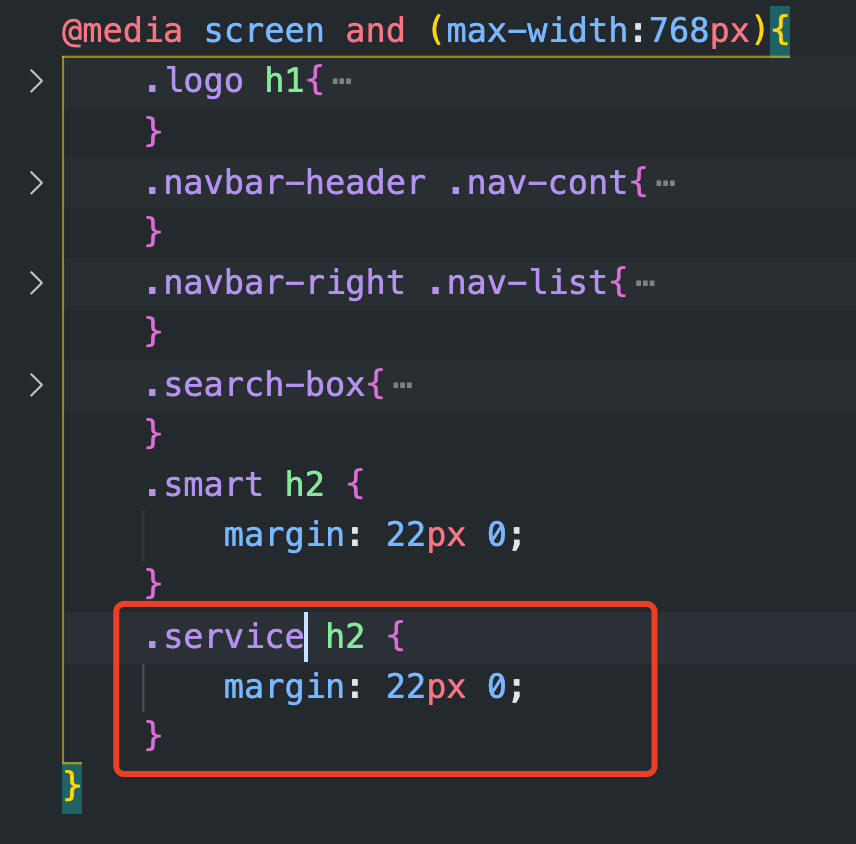 @media screen and (max-width:768px){
.logo h1{ ⋯
}
.navbar-header .nav-cont{ ⋯
}
.navbar-right .nav-list{ ⋯
}
.search-box{ ⋯
}
.smart h2 {
margin: 22px 0;
}
.service h2 {
margin: 22px 0;
}
}